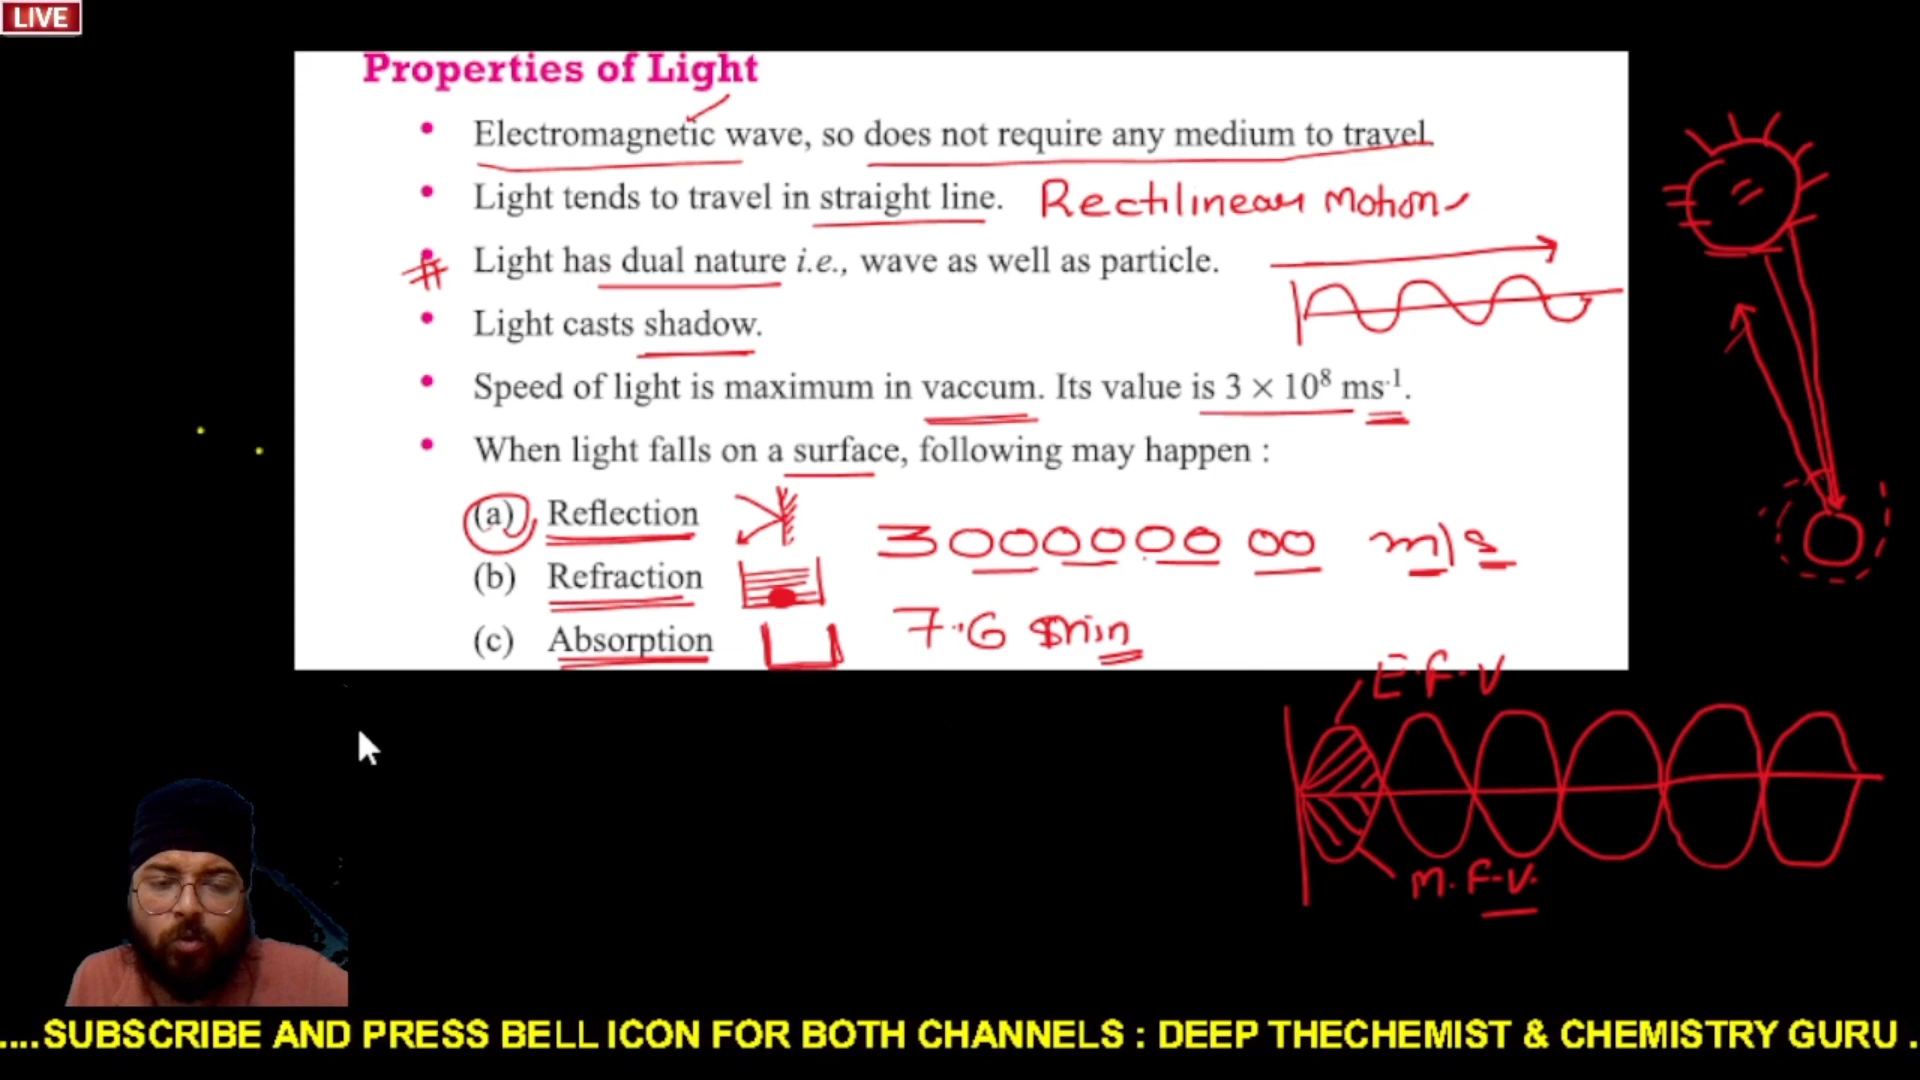 LIVE
Properties of Light
• Electromagnetic wave, so does not require any medium to travel
• Light tends to travel in straight line. Rectilinear Motion
• Light has dual nature i.e., wave as well as particle.
• Light casts shadow.
• Speed of light is maximum in vaccum. Its value is 3 × 10⁸ ms⁻¹.
• When light falls on a surface, following may happen :
(a) Reflection
300000000 m/s
(b) Refraction
(c) Absorption 7.6 min
E.F.V
M.F.V.
....SUBSCRIBE AND PRESS BELL ICON FOR BOTH CHANNELS : DEEP THECHEMIST & CHEMISTRY GURU .